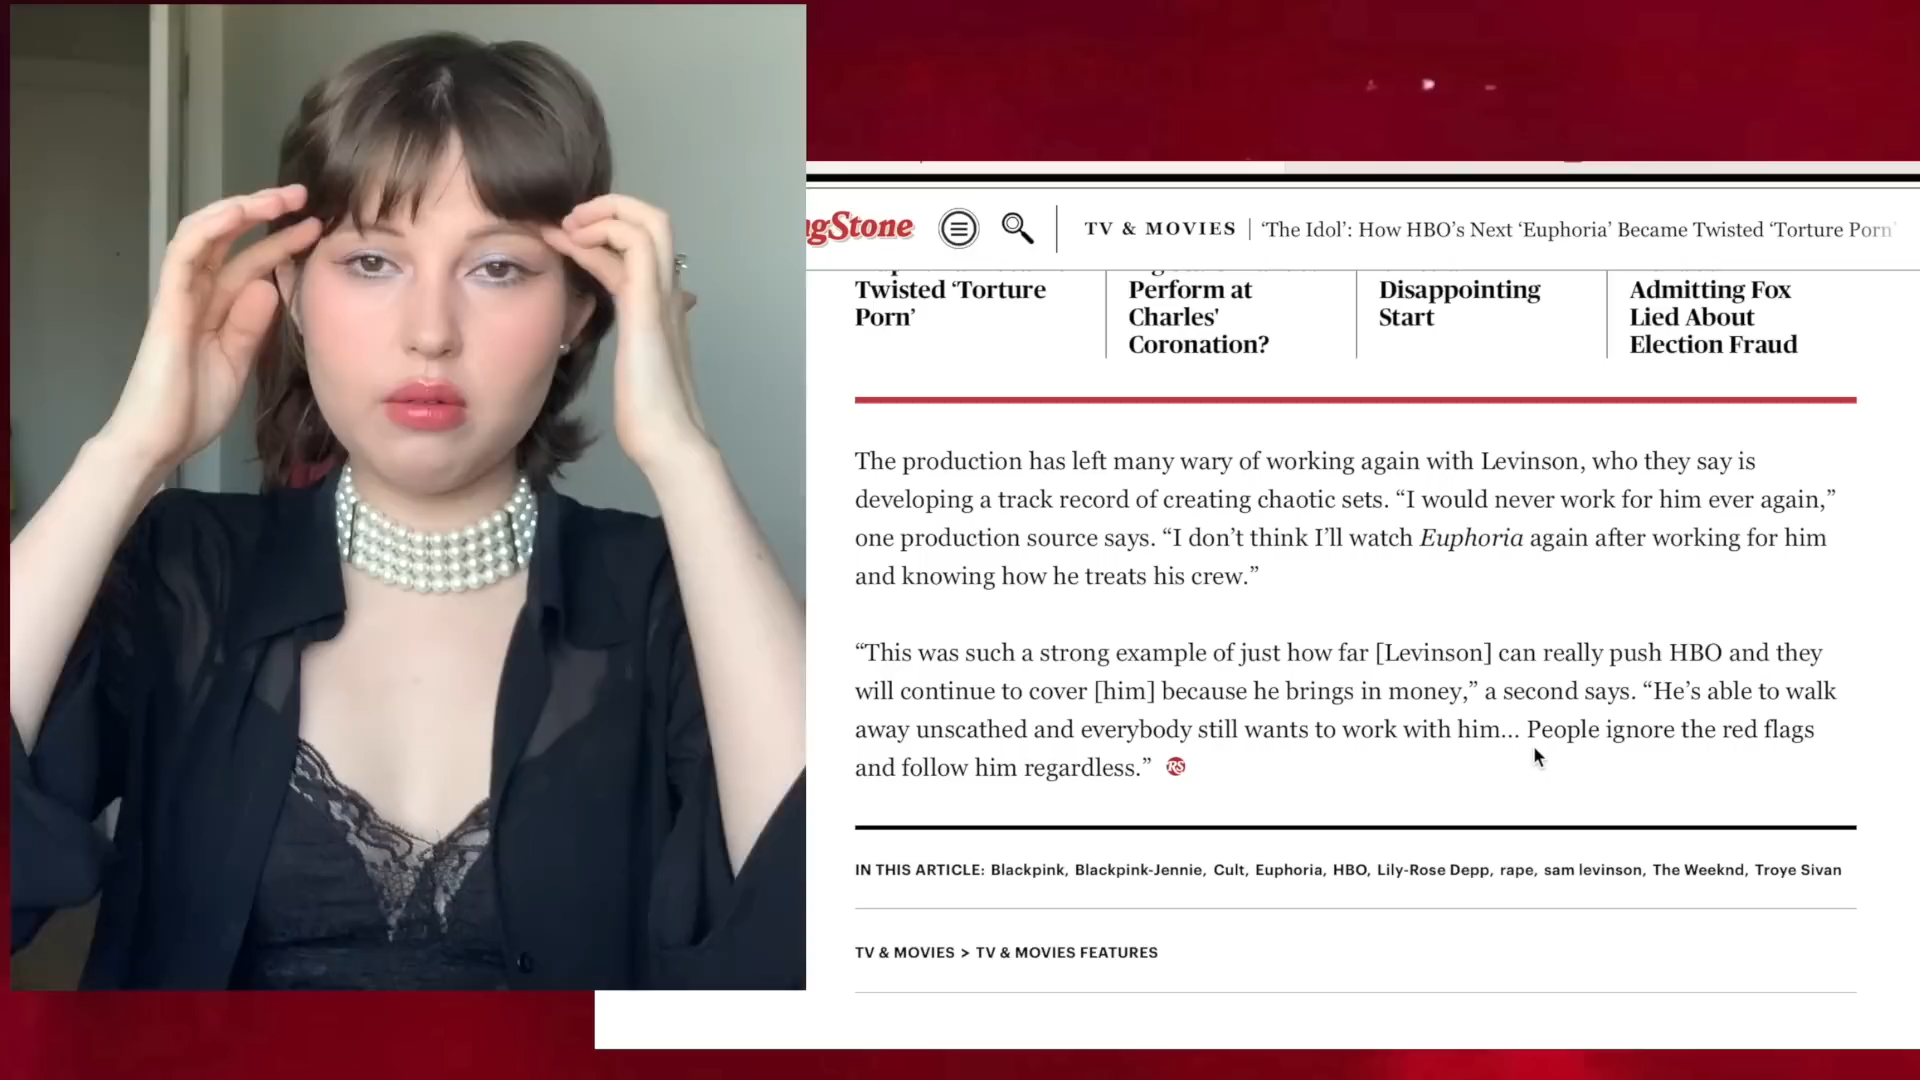 ngStone
TV & MOVIES | ‘The Idol’: How HBO’s Next ‘Euphoria’ Became Twisted ‘Torture Porn’
Twisted ‘Torture
Porn’
Perform at
Charles'
Coronation?
Disappointing
Start
Admitting Fox
Lied About
Election Fraud
The production has left many wary of working again with Levinson, who they say is
developing a track record of creating chaotic sets. “I would never work for him ever again,”
one production source says. “I don’t think I’ll watch Euphoria again after working for him
and knowing how he treats his crew.”
“This was such a strong example of just how far [Levinson] can really push HBO and they
will continue to cover [him] because he brings in money,” a second says. “He’s able to walk
away unscathed and everybody still wants to work with him… People ignore the red flags
and follow him regardless.” RS
IN THIS ARTICLE: Blackpink, Blackpink-Jennie, Cult, Euphoria, HBO, Lily-Rose Depp, rape, sam levinson, The Weeknd, Troye Sivan
TV & MOVIES > TV & MOVIES FEATURES